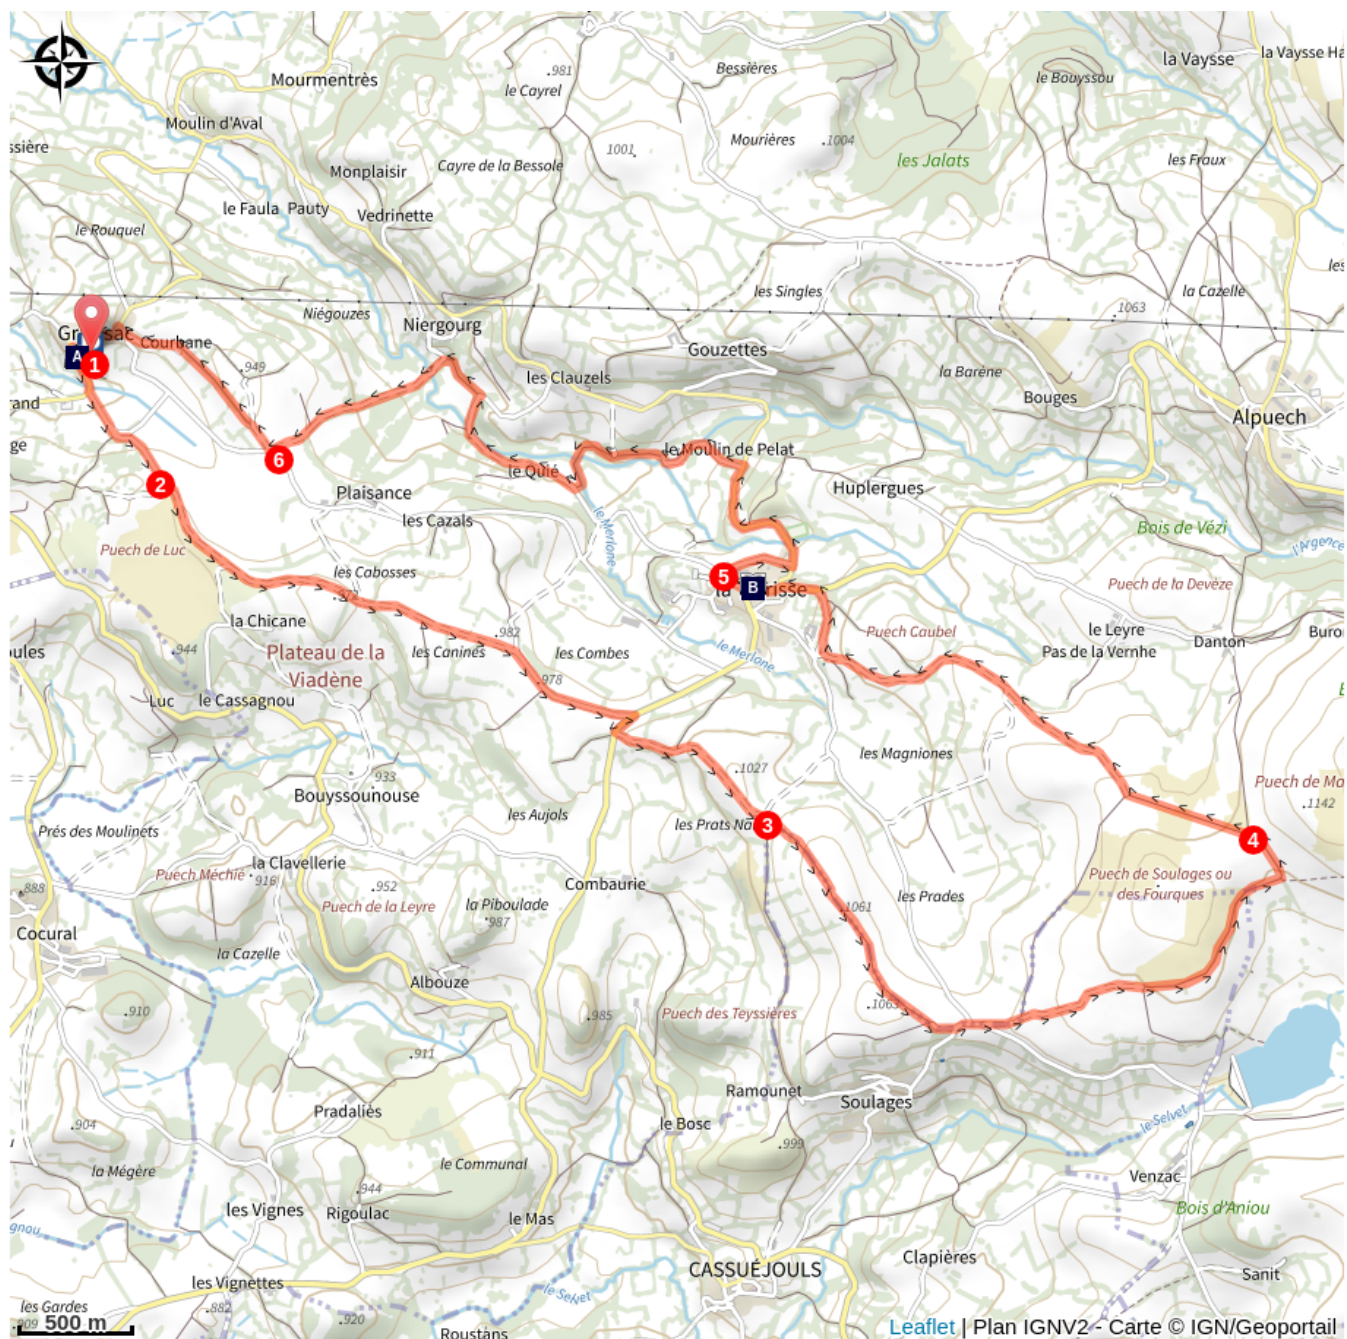 Mourmentrès
.981
le Cayrel
Bessières
la Vaysse
la Vaysse Ha
le Bouyssou
Moulin d'Aval
ssière
1001
Mourières
.1004
les Jalats
les Fraux
Monplaisir
Cayre de la Bessole
le Faula
Pauty
Vedrinette
le Rouquel
les
les Singles
la Cazelle
1063
Niégouzes
Niergourg
Courbane
A
1
949
Gouzettes
les Clauzels
la Barène
Bouges
rand
Alpuech
ge
6
le Moulin de Pelat
le Quié
2
Plaisance
Huplergues
les Cazals
le Merlone
Bois de Vézi
l'Argence
Puech de Luc
les Cabosses
5
B
Puech de la Devèze
la Chicane
982
les Canines
les Combes
Puech Caubel
le Leyre
Pas de la Vernhe
Danton
Buro
oules
944
Plateau de la
Viadène
le Merlone
978
Luc
le Cassagnou
les Magniones
933
Bouyssounouse
.1027
Puech de Ma
.1142
les Aujols
Prés des Moulinets
les Prats Na
3
4
la Clavellerie
Puech Méchié
916
.952
Puech de la Leyre
Combaurie
Puech de Soulages ou
des Fourques
.888
la Piboulade
.987
les Prades
.1061
Cocural
la Cazelle
Albouze
.910
.985
Puech des Teyssières
1063
.911
Ramounet
Soulages
Pradaliès
le Bosc
le Selvet
.904
.999
la Mégère
le Communal
Venzac
.944
les Vignes
Rigoulac
le Mas
Bois d'Aniou
gnou
Clapières
CASSUÉJOULS
Sanit
les Vignettes
le Selvet
les Gardes
.882
.909
500 m
.920
Roustans
Leaflet | Plan IGNV2 - Carte © IGN/Geoportail